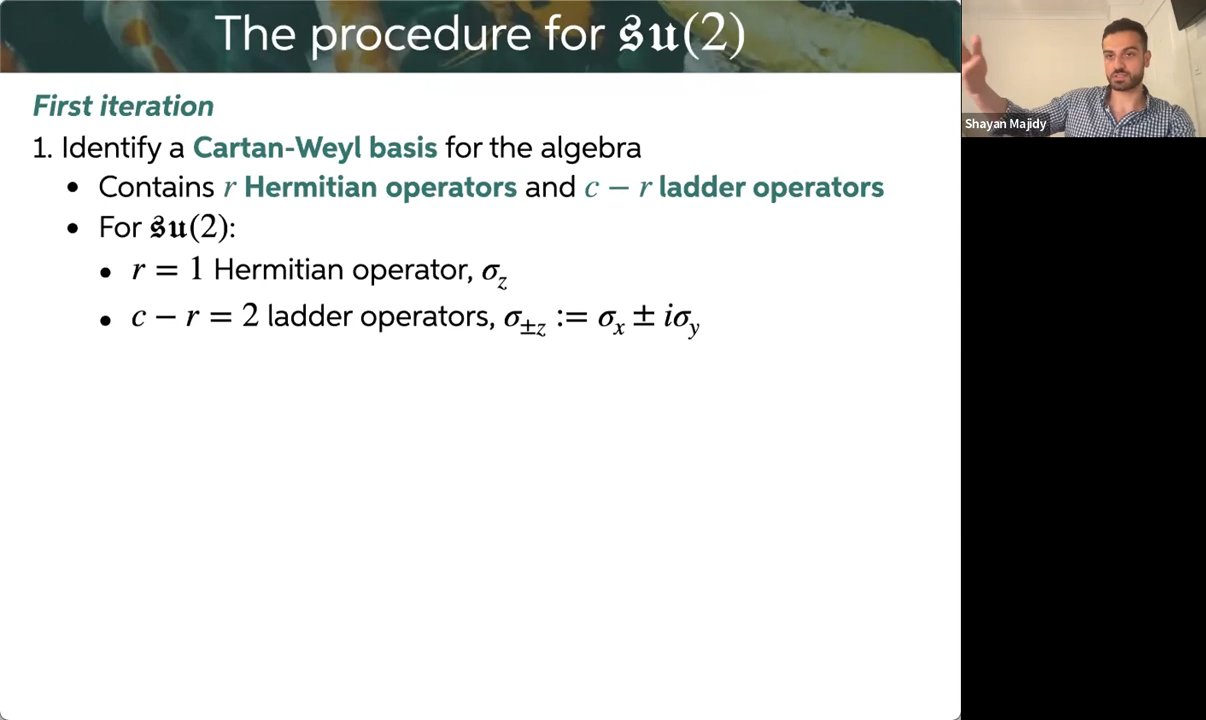 The procedure for 𝔰𝔲(2)
First iteration
1. Identify a Cartan-Weyl basis for the algebra
• Contains r Hermitian operators and c − r ladder operators
• For 𝔰𝔲(2):
• r = 1 Hermitian operator, σ_z
• c − r = 2 ladder operators, σ_{±z} := σ_x ± iσ_y
Shayan Majidy